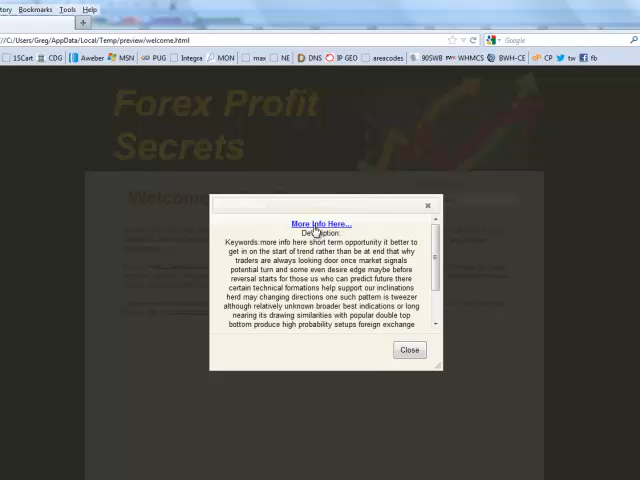 tory Bookmarks Tools Help
//C:/Users/Greg/AppData/Local/Temp/preview/welcome.html
Google
1SCart CDG Aweber MSN PUG Integra MON max NE DNS IP GEO areacodes 90SWB WHMCS BWH-CE CP tw fb
Forex Profit
Secrets
More Info Here...
Description:
Keywords more info here short term opportunity it better to
get in on the start of trend rather than be at end that why
traders are always looking door once market signals
potential turn and some even desire edge maybe before
reversal starts for those us who can predict future there
certain technical formations help support our inclinations
herd may changing directions one such pattern is tweezer
although relatively unknown broader best indications or long
nearing its drawing similarities with popular double top
bottom produce high probability setups foreign exchange
Close